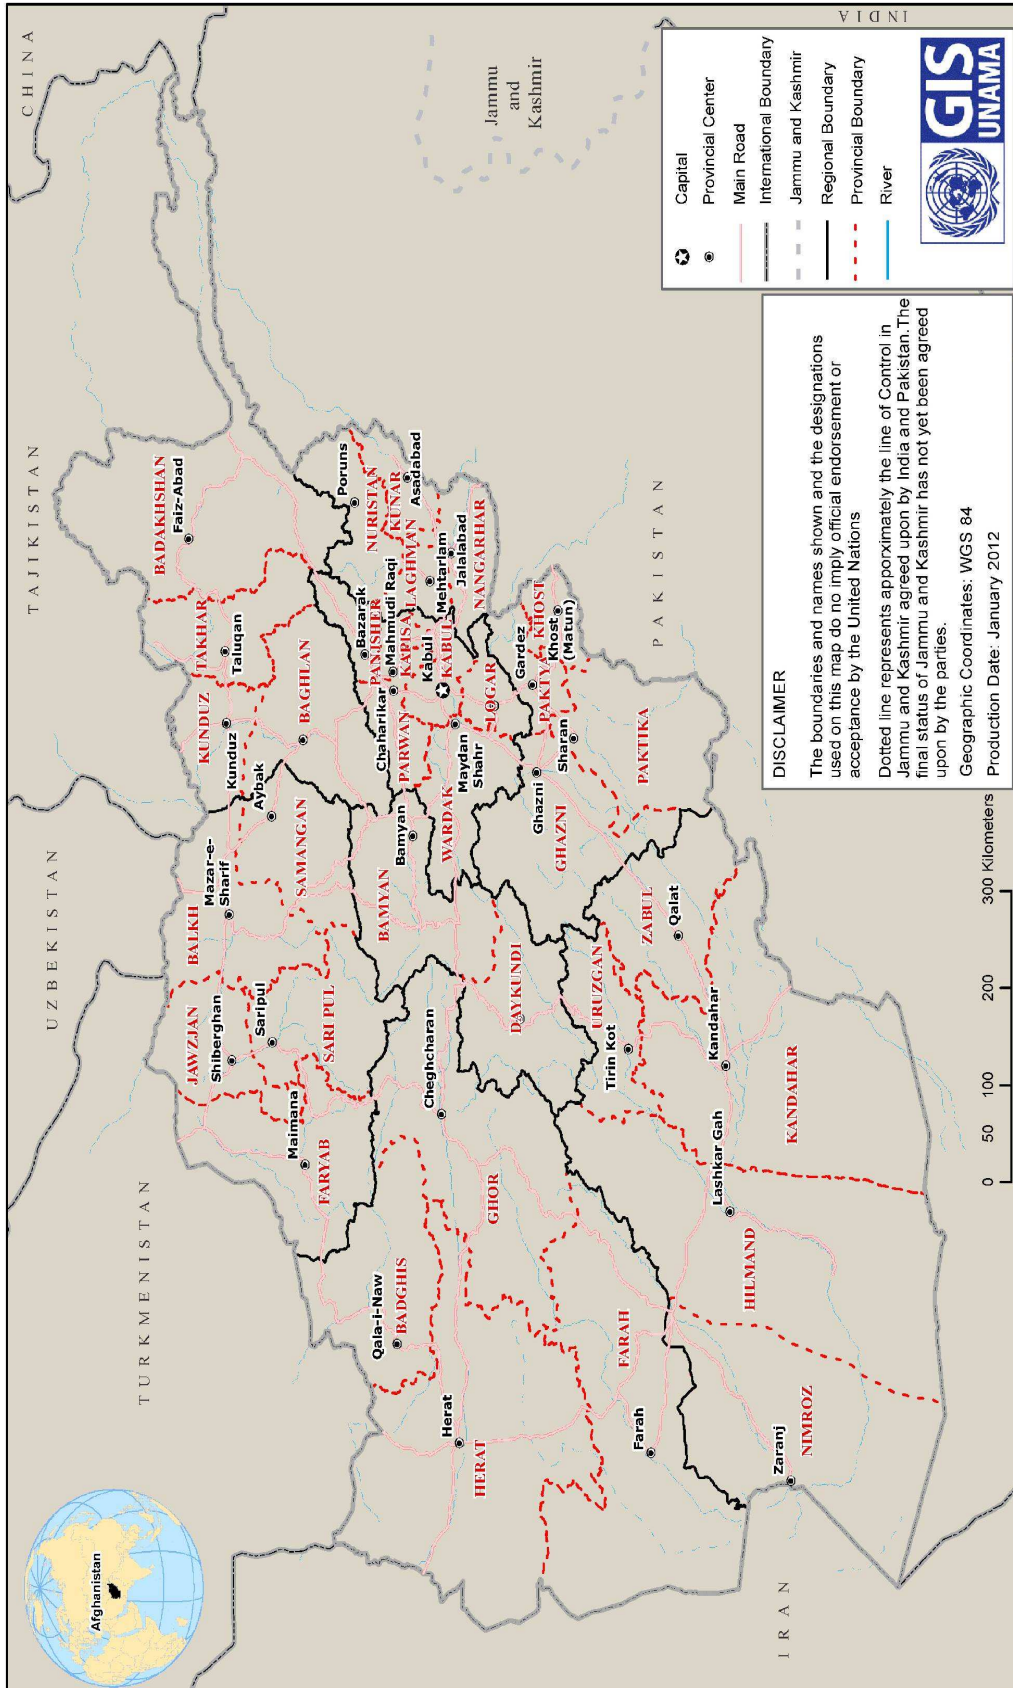 CHINA
TAJIKISTAN
UZBEKISTAN
TURKMENISTAN
Afghanistan
BADAKHSHAN
Faiz-Abad
TAKHAR
Taluqan
KUNDUZ
Kunduz
BAGHLAN
Aybak
SAMANGAN
Mazar-e-
Sharif
BALKH
JAWZJAN
Shiberghan
Saripul
SARI PUL
Maimana
FARYAB
Qala-i-Naw
BADGHIS
Herat
HERAT
GHOR
Cheghcharan
BAMYAN
Bamyan
DAYKUNDI
WARDAK
Maydan
Shahr
PARWAN
Chaharikar
PANJSHER
Bazarak
Mahmudi Raqi
KAPISA
Kabul
KABUL
LOGAR
LAGHMAN
Mehtarlam
NURISTAN
Poruns
KUNAR
Asadabad
Jalalabad
NANGARHAR
Gardez
PAKTYA
KHOST
Khost
(Matun)
Sharan
PAKTIKA
Ghazni
GHAZNI
ZABUL
Qalat
URUZGAN
Tirin Kot
Kandahar
KANDAHAR
Lashkar Gah
HILMAND
FARAH
Farah
Zaranj
NIMROZ
IRAN
PAKISTAN
INDIA
Jammu
and
Kashmir
0 50 100 200 300 Kilometers
DISCLAIMER
The boundaries and names shown and the designations
used on this map do no imply official endorsement or
acceptance by the United Nations
Dotted line represents apporximately the line of Control in
Jammu and Kashmir agreed upon by India and Pakistan.The
final status of Jammu and Kashmir has not yet been agreed
upon by the parties.
Geographic Coordinates: WGS 84
Production Date: January 2012
Capital
Provincial Center
Main Road
International Boundary
Jammu and Kashmir
Regional Boundary
Provincial Boundary
River
GIS
UNAMA